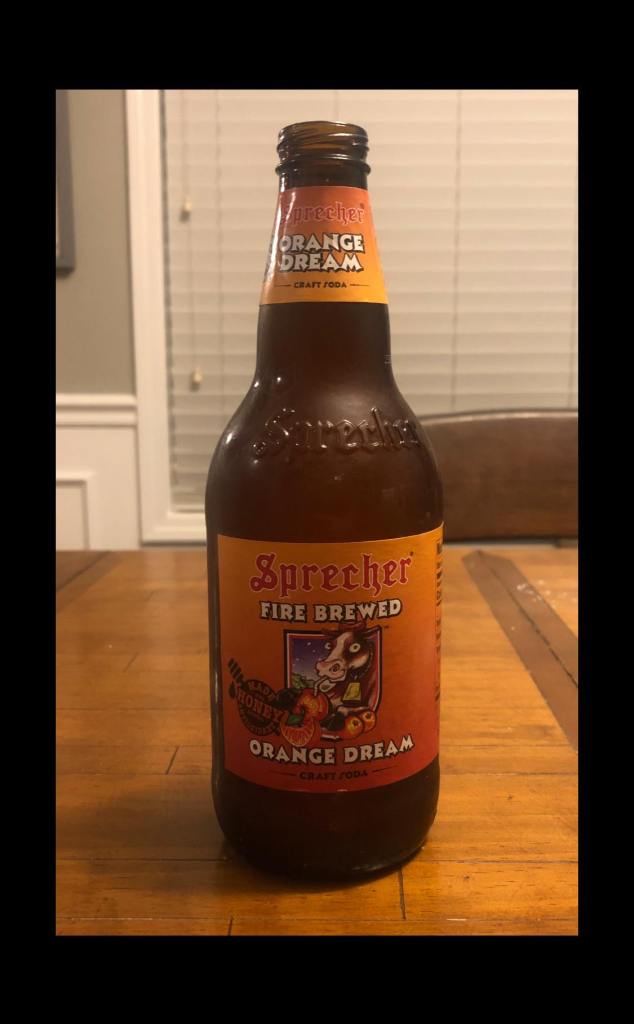 Sprecher
ORANGE
DREAM
CRAFT SODA
Sprecher
Sprecher
FIRE BREWED
HONEY
ORANGE DREAM
CRAFT SODA